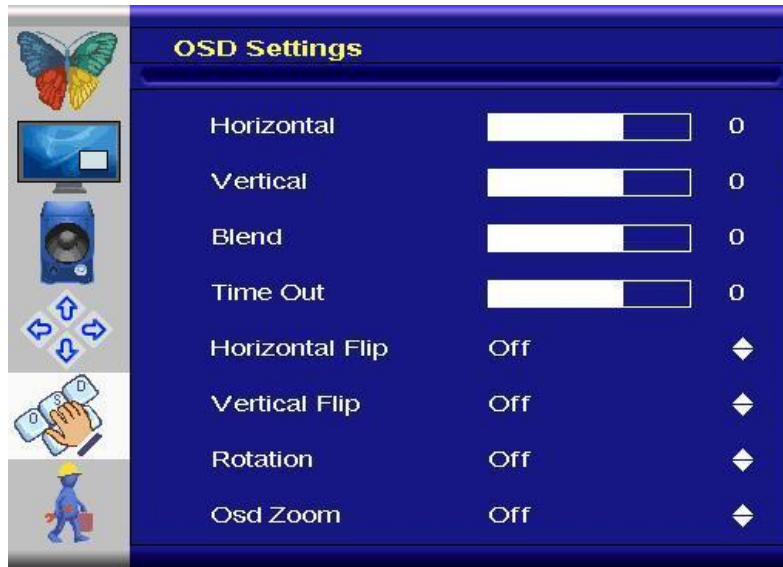 OSD Settings
Horizontal 0
Vertical 0
Blend 0
Time Out 0
Horizontal Flip Off
Vertical Flip Off
Rotation Off
Osd Zoom Off
O S D